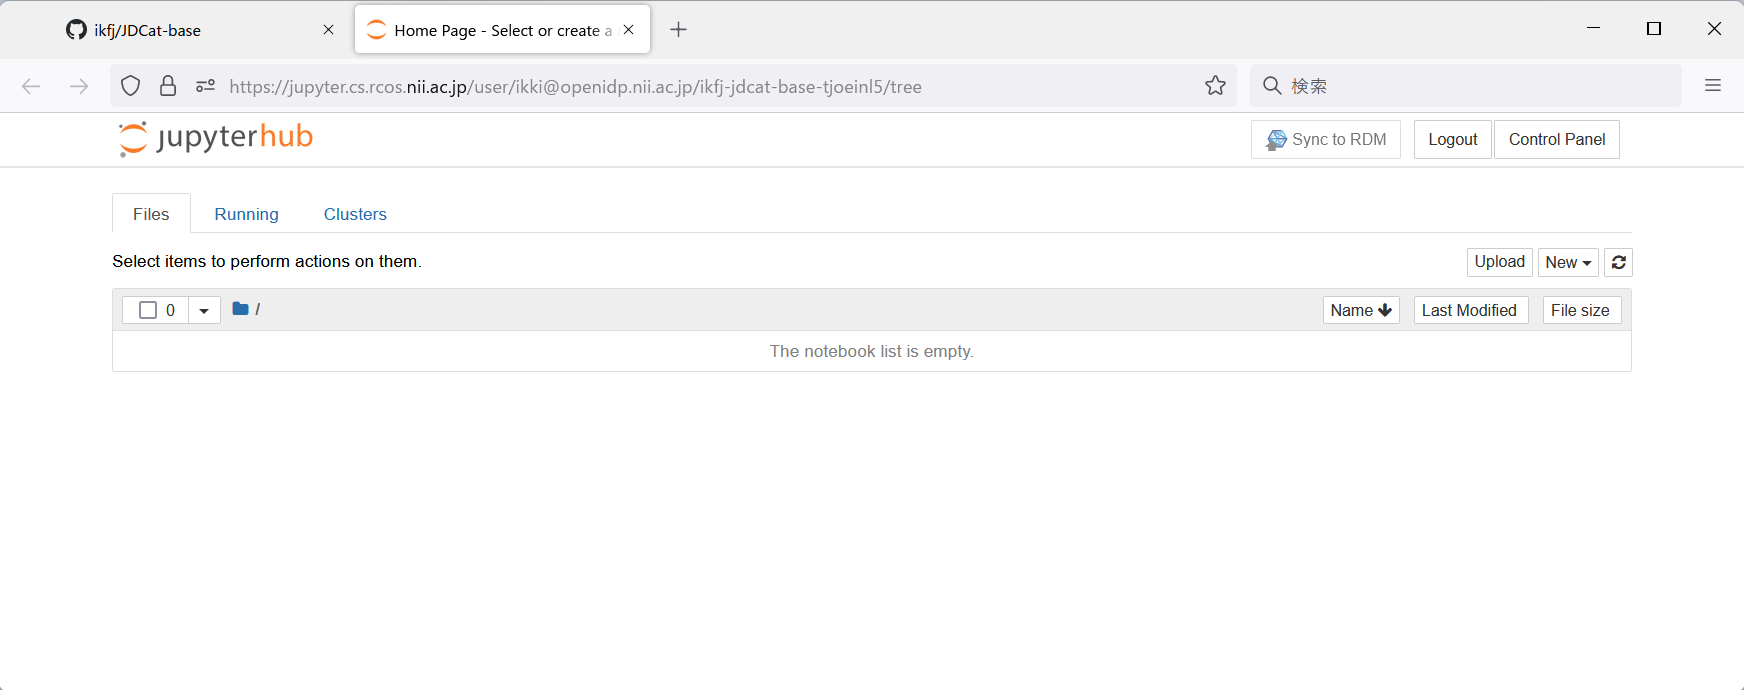 ikfj/JDCat-base
Home Page - Select or create a
https://jupyter.cs.rcos.nii.ac.jp/user/ikki@openidp.nii.ac.jp/ikfj-jdcat-base-tjoeinl5/tree
検索
jupyterhub
Sync to RDM
Logout
Control Panel
Files
Running
Clusters
Select items to perform actions on them.
Upload
New
0
/
Name
Last Modified
File size
The notebook list is empty.